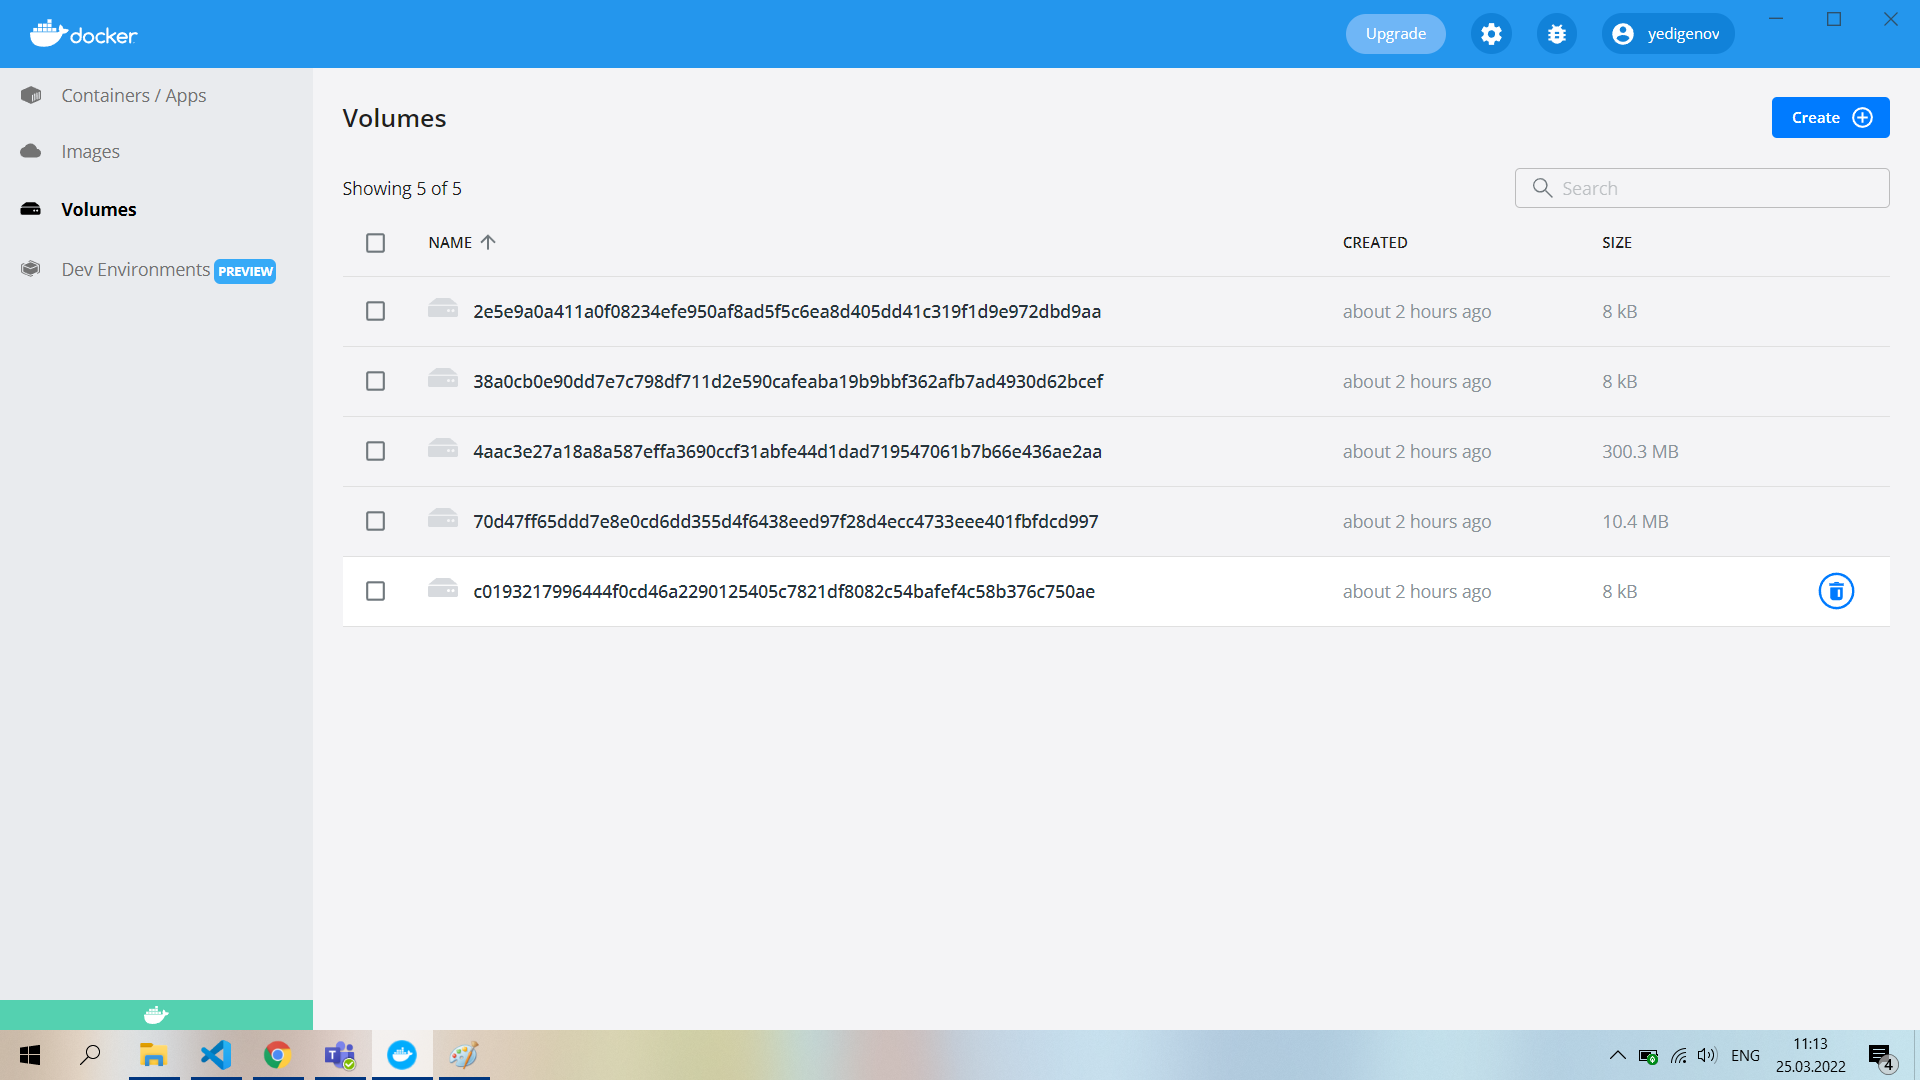 docker
Upgrade
yedigenov
Containers / Apps
Images
Volumes
Dev Environments PREVIEW
Volumes
Create
Showing 5 of 5
Search
NAME CREATED SIZE
2e5e9a0a411a0f08234efe950af8ad5f5c6ea8d405dd41c319f1d9e972dbd9aa about 2 hours ago 8 kB
38a0cb0e90dd7e7c798df711d2e590cafeaba19b9bbf362afb7ad4930d62bcef about 2 hours ago 8 kB
4aac3e27a18a8a587effa3690ccf31abfe44d1dad719547061b7b66e436ae2aa about 2 hours ago 300.3 MB
70d47ff65ddd7e8e0cd6dd355d4f6438eed97f28d4ecc4733eee401fbfdcd997 about 2 hours ago 10.4 MB
c0193217996444f0cd46a2290125405c7821df8082c54bafef4c58b376c750ae about 2 hours ago 8 kB
ENG
11:13
25.03.2022
4